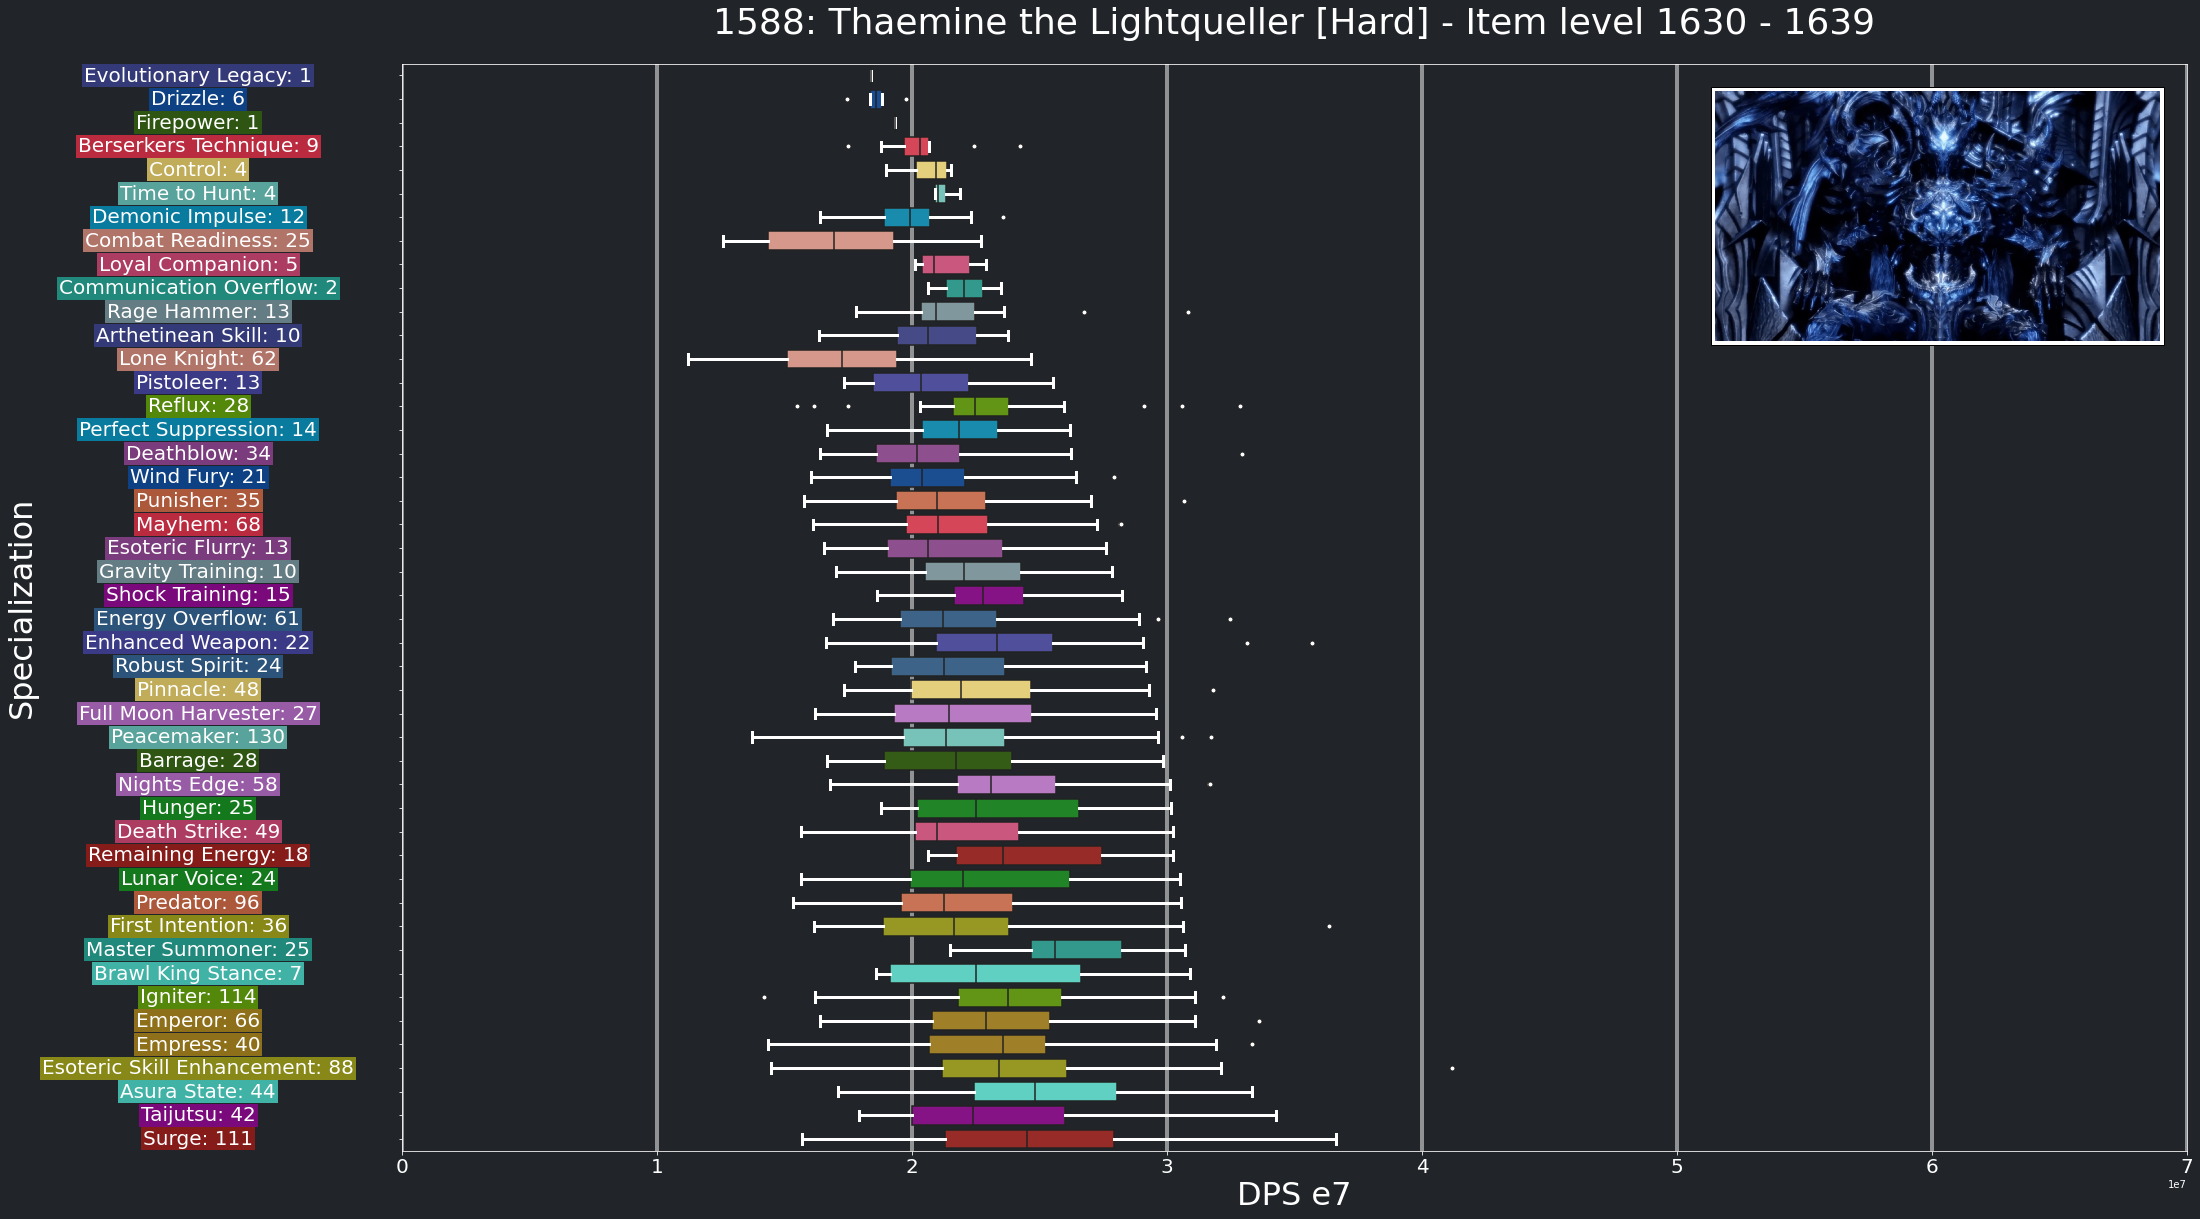 1588: Thaemine the Lightqueller [Hard] - Item level 1630 - 1639
Specialization
Evolutionary Legacy: 1
Drizzle: 6
Firepower: 1
Berserkers Technique: 9
Control: 4
Time to Hunt: 4
Demonic Impulse: 12
Combat Readiness: 25
Loyal Companion: 5
Communication Overflow: 2
Rage Hammer: 13
Arthetinean Skill: 10
Lone Knight: 62
Pistoleer: 13
Reflux: 28
Perfect Suppression: 14
Deathblow: 34
Wind Fury: 21
Punisher: 35
Mayhem: 68
Esoteric Flurry: 13
Gravity Training: 10
Shock Training: 15
Energy Overflow: 61
Enhanced Weapon: 22
Robust Spirit: 24
Pinnacle: 48
Full Moon Harvester: 27
Peacemaker: 130
Barrage: 28
Nights Edge: 58
Hunger: 25
Death Strike: 49
Remaining Energy: 18
Lunar Voice: 24
Predator: 96
First Intention: 36
Master Summoner: 25
Brawl King Stance: 7
Igniter: 114
Emperor: 66
Empress: 40
Esoteric Skill Enhancement: 88
Asura State: 44
Taijutsu: 42
Surge: 111
0 1 2 3 4 5 6 7
1e7
DPS e7